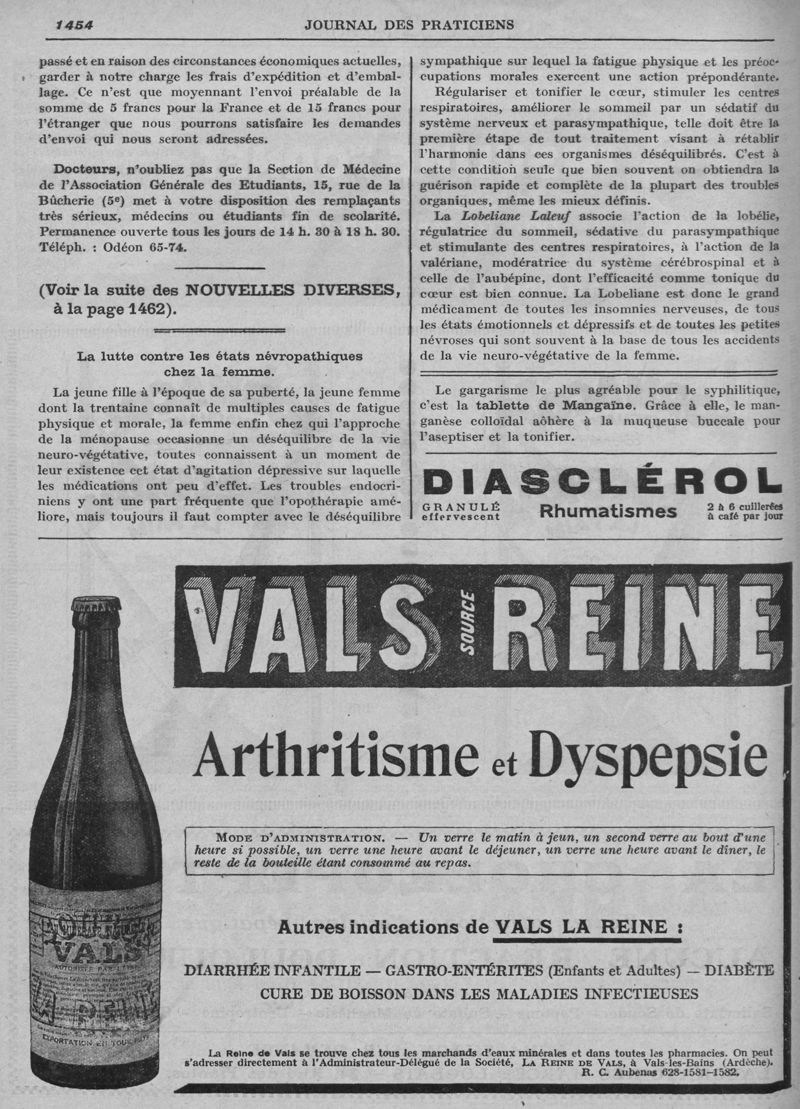 1454
JOURNAL DES PRATICIENS
passé et en raison des circonstances économiques actuelles,
garder à notre charge les frais d'expédition et d'embal-
lage. Ce n'est que moyennant l'envoi préalable de la
somme de 5 francs pour la France et de 15 francs pour
l'étranger que nous pourrons satisfaire les demandes
d'envoi qui nous seront adressées.
Docteurs, n'oubliez pas que la Section de Médecine
de l'Association Générale des Etudiants, 15, rue de la
Bûcherie (5e) met à votre disposition des remplaçants
très sérieux, médecins ou étudiants fin de scolarité.
Permanence ouverte tous les jours de 14 h. 30 à 18 h. 30.
Téléph. : Odéon 65-74.
(Voir la suite des NOUVELLES DIVERSES,
à la page 1462).
La lutte contre les états névropathiques
chez la femme.
La jeune fille à l'époque de sa puberté, la jeune femme
dont la trentaine connaît de multiples causes de fatigue
physique et morale, la femme enfin chez qui l'approche
de la ménopause occasionne un déséquilibre de la vie
neuro-végétative, toutes connaissent à un moment de
leur existence cet état d'agitation dépressive sur laquelle
les médications ont peu d'effet. Les troubles endocri-
niens y ont une part fréquente que l'opothérapie amé-
liore, mais toujours il faut compter avec le déséquilibre
sympathique sur lequel la fatigue physique et les préoc-
cupations morales exercent une action prépondérante.
Régulariser et tonifier le cœur, stimuler les centres
respiratoires, améliorer le sommeil par un sédatif du
système nerveux et parasympathique, telle doit être la
première étape de tout traitement visant à rétablir
l'harmonie dans ces organismes déséquilibrés. C'est à
cette condition seule que bien souvent on obtiendra la
guérison rapide et complète de la plupart des troubles
organiques, même les mieux définis.
La Lobeliane Laleuf associe l'action de la lobélie,
régulatrice du sommeil, sédative du parasympathique
et stimulante des centres respiratoires, à l'action de la
valériane, modératrice du système cérébrospinal et à
celle de l'aubépine, dont l'efficacité comme tonique du
cœur est bien connue. La Lobeliane est donc le grand
médicament de toutes les insomnies nerveuses, de tous
les états émotionnels et dépressifs et de toutes les petites
névroses qui sont souvent à la base de tous les accidents
de la vie neuro-végétative de la femme.
Le gargarisme le plus agréable pour le syphilitique,
c'est la tablette de Mangaïne. Grâce à elle, le man-
ganèse colloïdal aôhère à la muqueuse buccale pour
l'aseptiser et la tonifier.
DIASCLÉROL
GRANULÉ
effervescent
Rhumatismes
2 à 6 cuillerées
à café par jour
VALS SOURCE REINE
Arthritisme et Dyspepsie
MODE D'ADMINISTRATION. — Un verre le matin à jeun, un second verre au bout d'une
heure si possible, un verre une heure avant le déjeuner, un verre une heure avant le dîner, le
reste de la bouteille étant consommé au repas.
Autres indications de VALS LA REINE :
DIARRHÉE INFANTILE — GASTRO-ENTÉRITES (Enfants et Adultes) — DIABÈTE
CURE DE BOISSON DANS LES MALADIES INFECTIEUSES
La Reine de Vals se trouve chez tous les marchands d'eaux minérales et dans toutes les pharmacies. On peut
s'adresser directement à l'Administrateur-Délégué de la Société, LA REINE DE VALS, à Vals-les-Bains (Ardèche).
R. C. Aubenas 628-1581-1582.
VALS
LA REINE